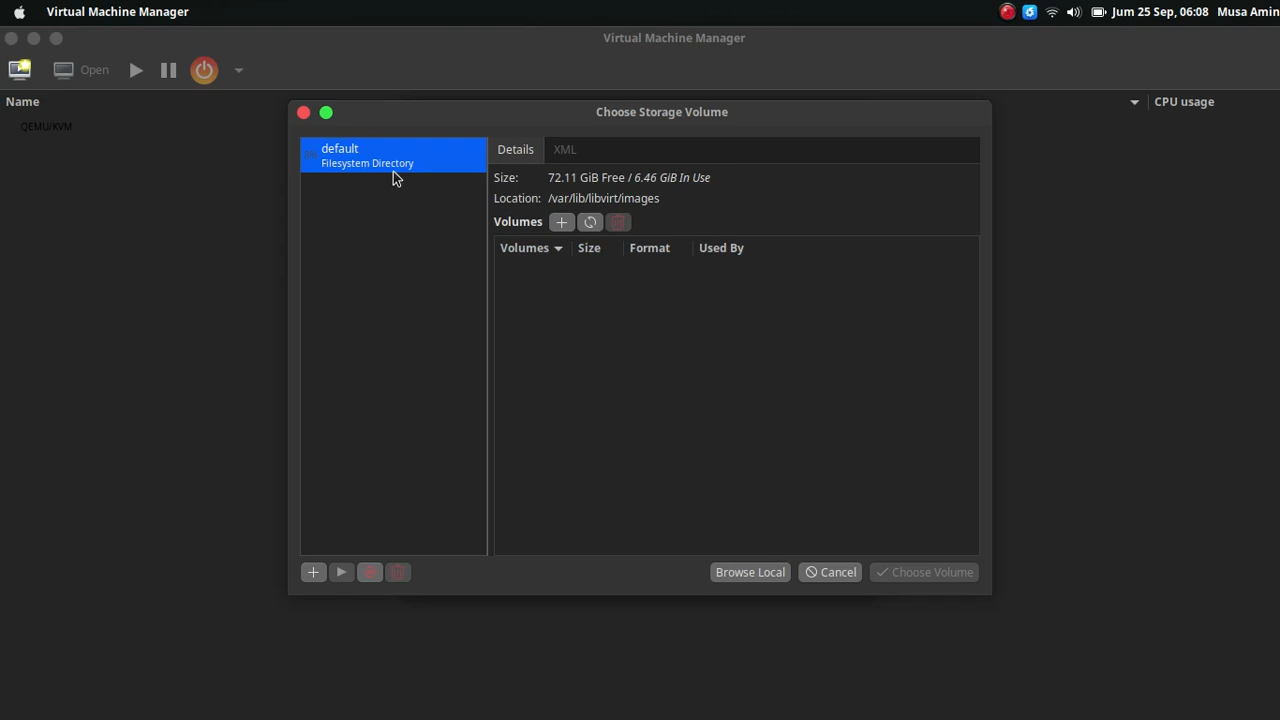 Virtual Machine Manager
Jum 25 Sep, 06:08 Musa Amin
Virtual Machine Manager
Open
Name
CPU usage
QEMU/KVM
Choose Storage Volume
default
Filesystem Directory
Details XML
Size: 72.11 GiB Free / 6.46 GiB In Use
Location: /var/lib/libvirt/images
Volumes
Volumes Size Format Used By
Browse Local Cancel Choose Volume